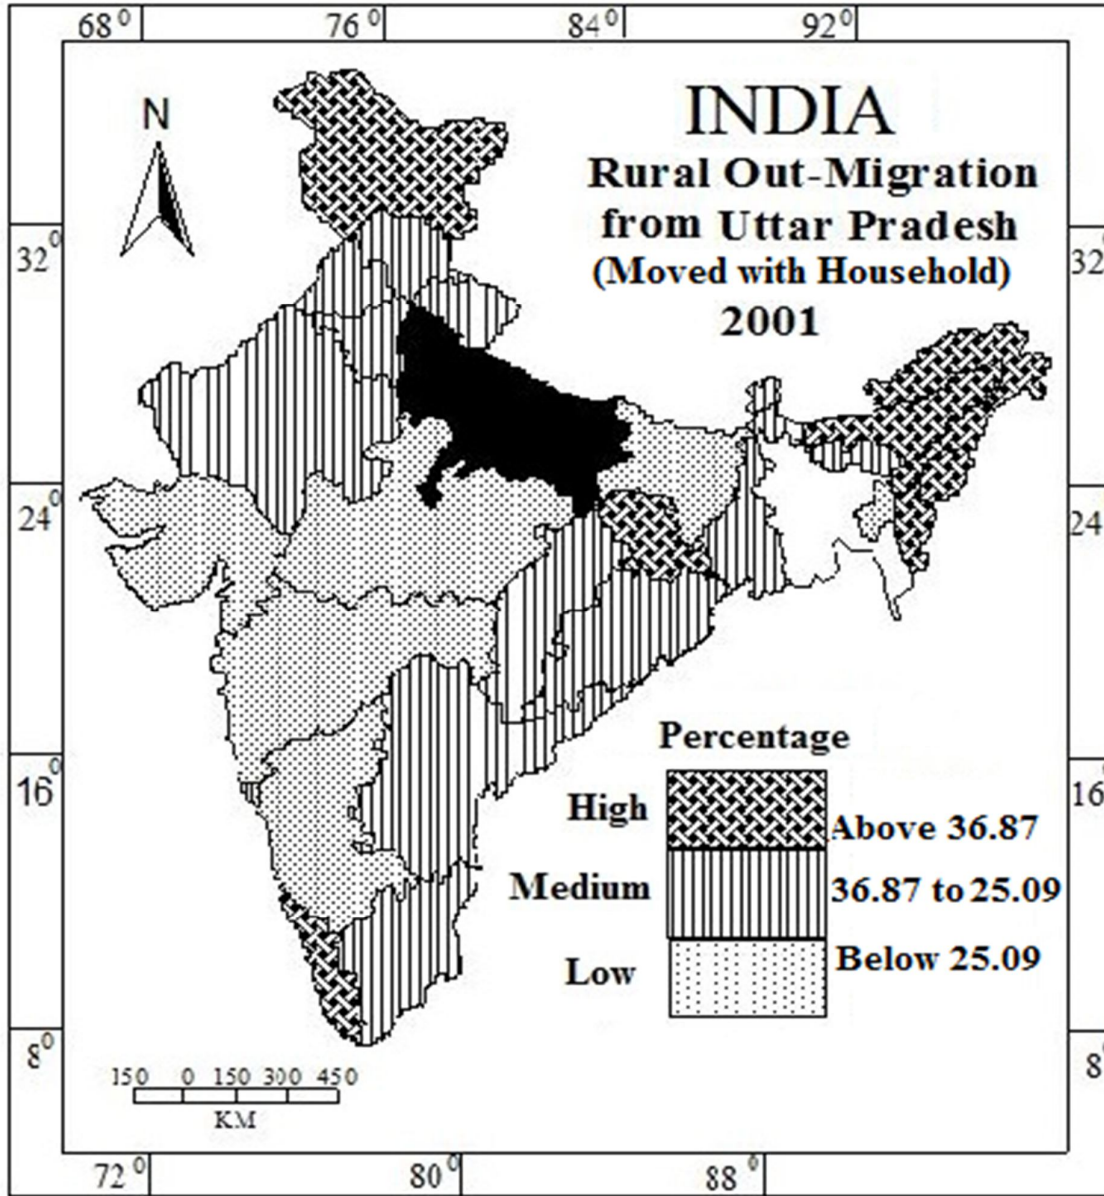 68⁰ 76⁰ 84⁰ 92⁰
N
INDIA
Rural Out-Migration
from Uttar Pradesh
(Moved with Household)
2001
32⁰ 32⁰
24⁰ 24
16⁰ 16
8⁰ 8⁰
Percentage
High Above 36.87
Medium 36.87 to 25.09
Low Below 25.09
150 0 150 300 450
KM
72⁰ 80⁰ 88⁰